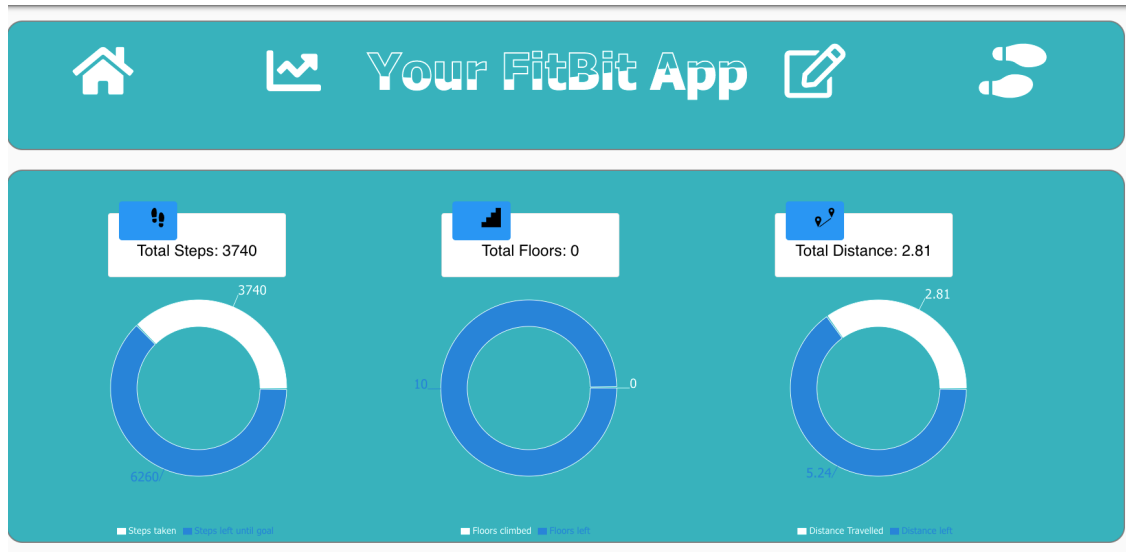 Your FitBit App
Total Steps: 3740
Total Floors: 0
Total Distance: 2.81
3740
6260
Steps taken Steps left until goal
10
0
Floors climbed Floors left
2.81
5.24
Distance Travelled Distance left